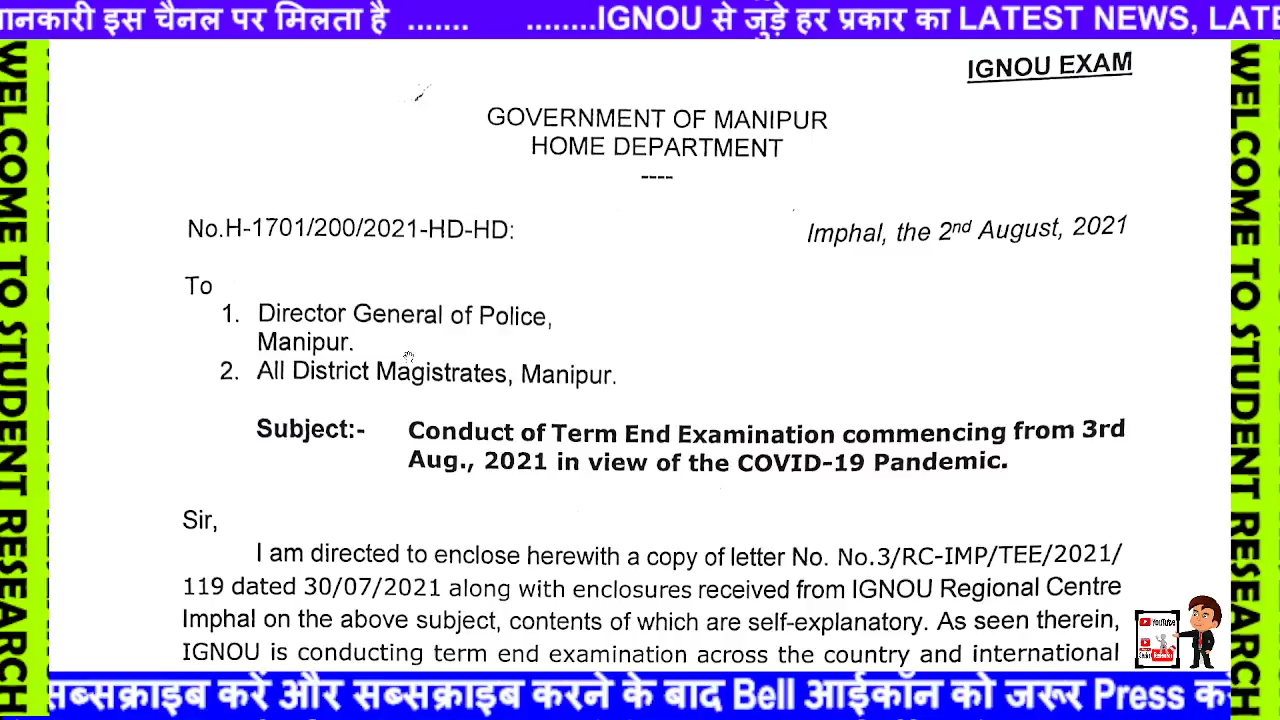 जानकारी इस चैनल पर मिलता है ....... ........IGNOU से जुड़े हर प्रकार का LATEST NEWS,
WELCOME TO STUDENT RESEARCH
WELCOME TO STUDENT RESEARCH
IGNOU EXAM
GOVERNMENT OF MANIPUR
HOME DEPARTMENT
----
No.H-1701/200/2021-HD-HD:
Imphal, the 2nd August, 2021
To
1. Director General of Police,
Manipur.
2. All District Magistrates, Manipur.
Subject:- Conduct of Term End Examination commencing from 3rd
Aug., 2021 in view of the COVID-19 Pandemic.
Sir,
I am directed to enclose herewith a copy of letter No. No.3/RC-IMP/TEE/2021/
119 dated 30/07/2021 along with enclosures received from IGNOU Regional Centre
Imphal on the above subject, contents of which are self-explanatory. As seen therein,
IGNOU is conducting term end examination across the country and international
YouTube
सब्सक्राइब करें और सब्सक्राइब करने के बाद Bell आईकॉन को जरूर Press